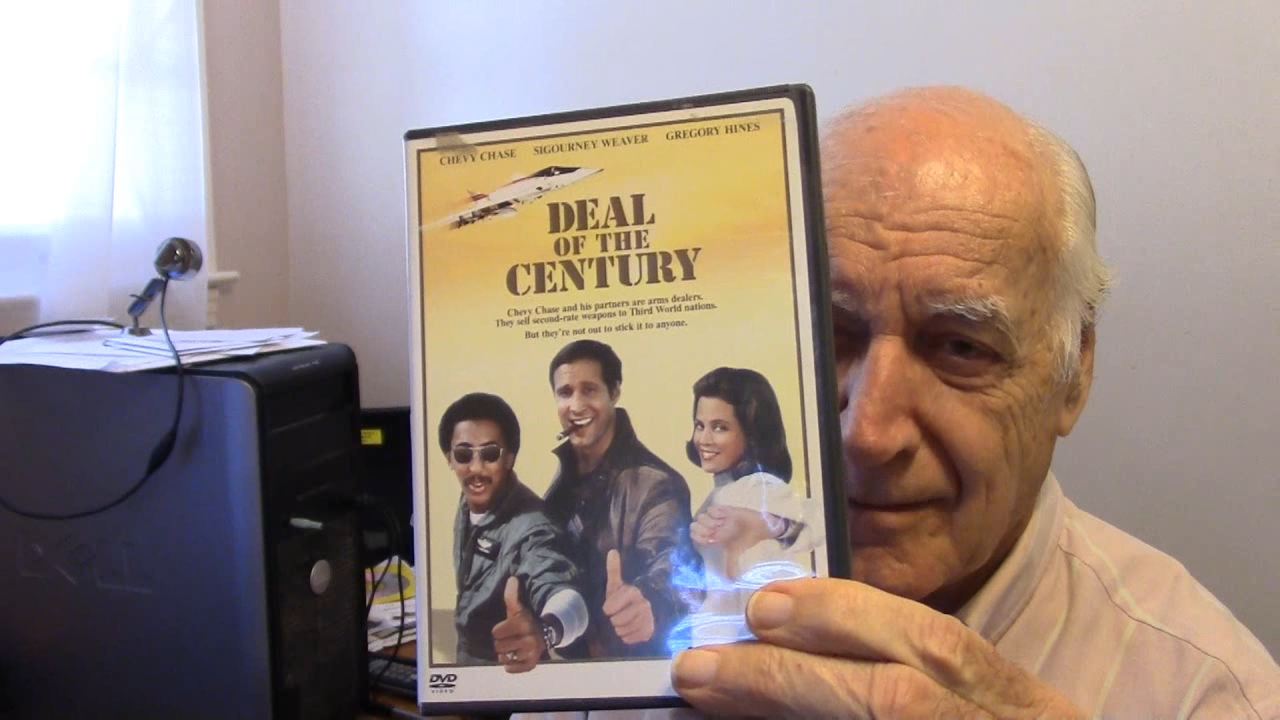 CHEVY CHASE SIGOURNEY WEAVER GREGORY HINES
DEAL
OF THE
CENTURY
Chevy Chase and his partners are arms dealers.
They sell second-rate weapons to Third World nations.
But they're not out to stick it to anyone.
DVD
VIDEO
DELL